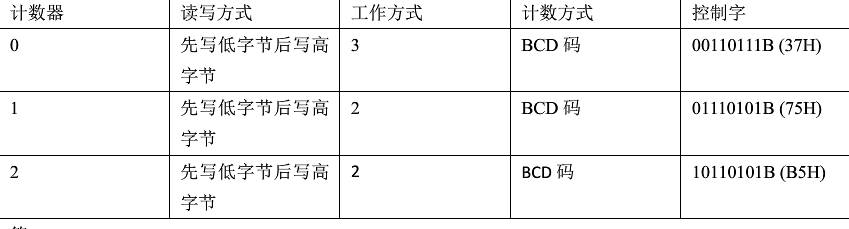 计数器 读写方式 工作方式 计数方式 控制字
0 先写低字节后写高 3 BCD 码 00110111B (37H)
字节
1 先写低字节后写高 2 BCD 码 01110101B (75H)
字节
2 先写低字节后写高 2 BCD 码 10110101B (B5H)
字节